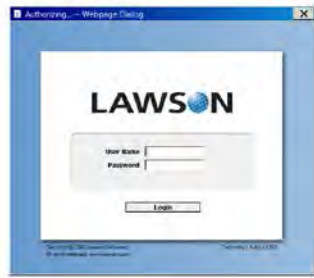 Authorizing... -- Webpage Dialog
LAWSON
User Name
Password
Login